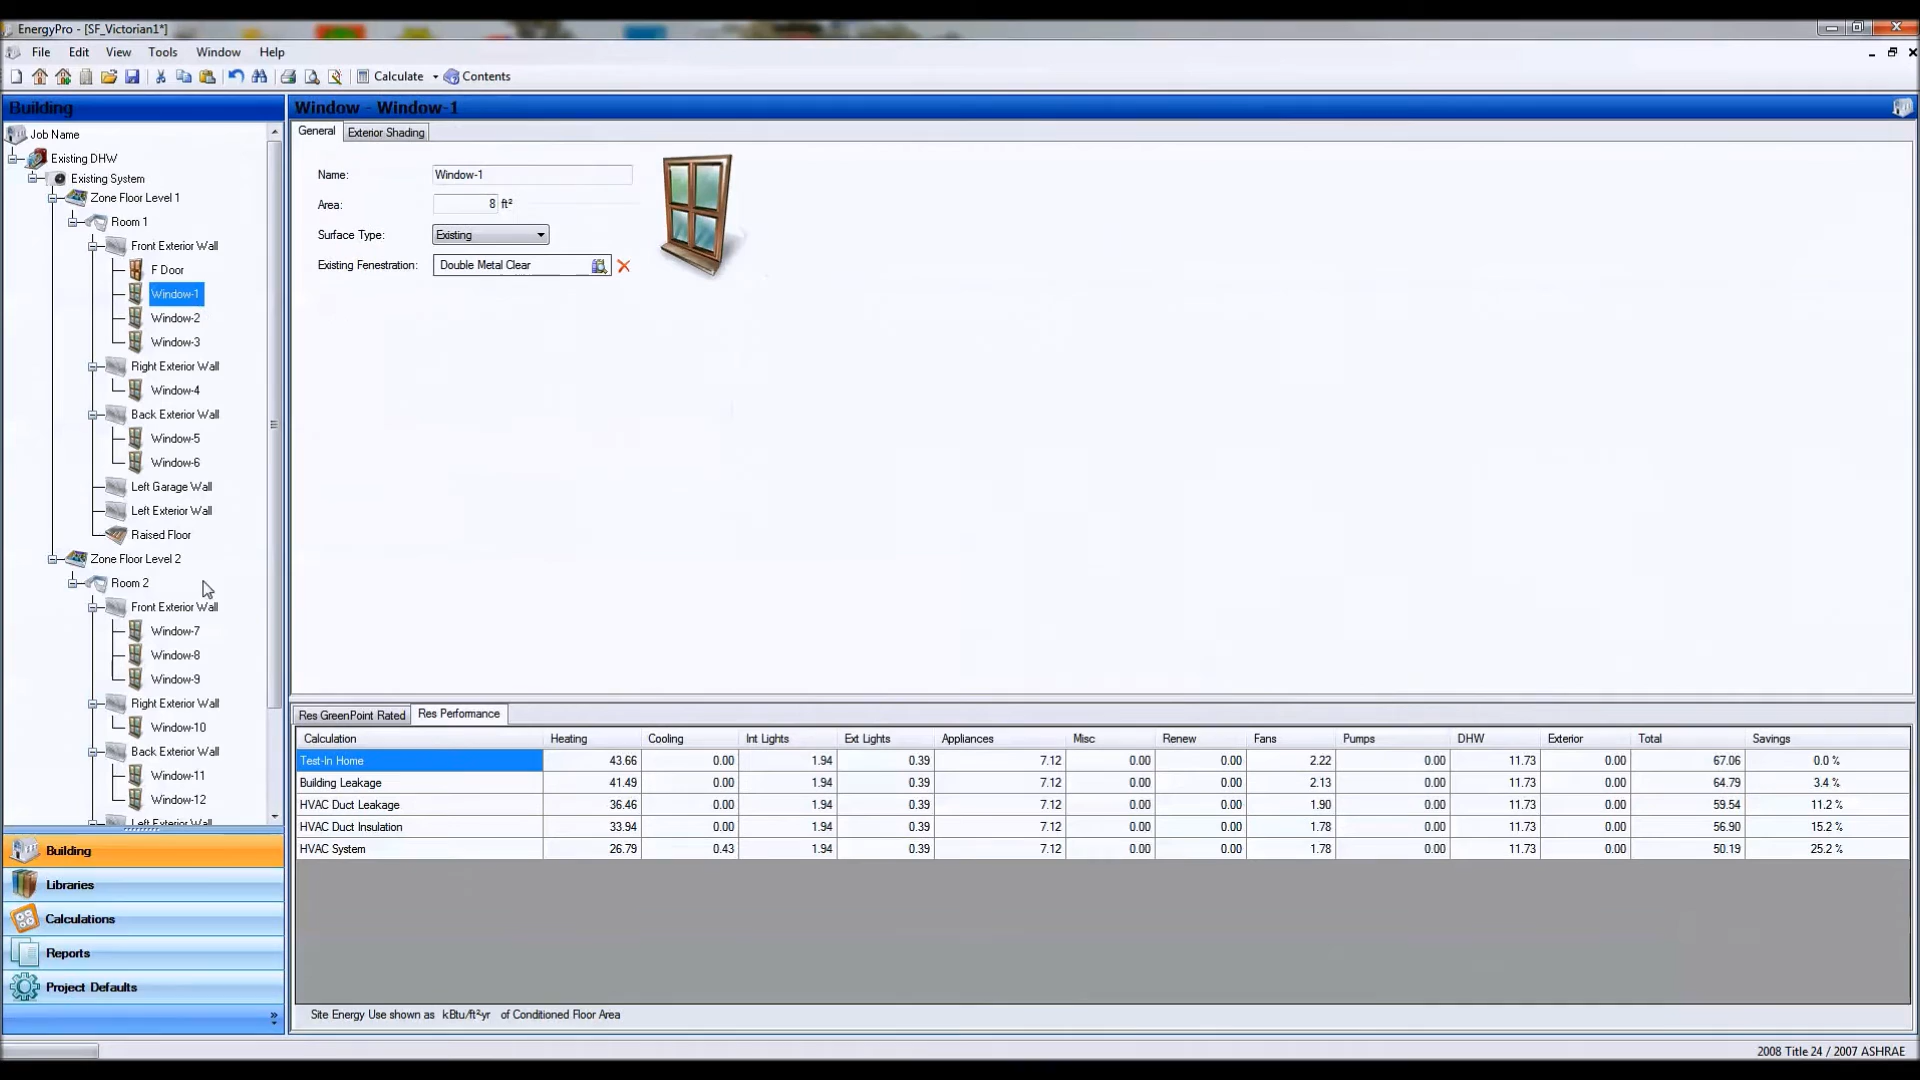 EnergyPro - [SF_Victorian1*]
File Edit View Tools Window Help
Calculate Contents
Building
Job Name
Existing DHW
Existing System
Zone Floor Level 1
Room 1
Front Exterior Wall
F Door
Window-1
Window-2
Window-3
Right Exterior Wall
Window-4
Back Exterior Wall
Window-5
Window-6
Left Garage Wall
Left Exterior Wall
Raised Floor
Zone Floor Level 2
Room 2
Front Exterior Wall
Window-7
Window-8
Window-9
Right Exterior Wall
Window-10
Back Exterior Wall
Window-11
Window-12
Left Exterior Wall
Building
Libraries
Calculations
Reports
Project Defaults
Window - Window-1
General Exterior Shading
Name: Window-1
Area: 8 ft²
Surface Type: Existing
Existing Fenestration: Double Metal Clear
Res GreenPoint Rated Res Performance
Calculation Heating Cooling Int Lights Ext Lights Appliances Misc Renew Fans Pumps DHW Exterior Total Savings
Test-In Home 43.66 0.00 1.94 0.39 7.12 0.00 0.00 2.22 0.00 11.73 0.00 67.06 0.0 %
Building Leakage 41.49 0.00 1.94 0.39 7.12 0.00 0.00 2.13 0.00 11.73 0.00 64.79 3.4 %
HVAC Duct Leakage 36.46 0.00 1.94 0.39 7.12 0.00 0.00 1.90 0.00 11.73 0.00 59.54 11.2 %
HVAC Duct Insulation 33.94 0.00 1.94 0.39 7.12 0.00 0.00 1.78 0.00 11.73 0.00 56.90 15.2 %
HVAC System 26.79 0.43 1.94 0.39 7.12 0.00 0.00 1.78 0.00 11.73 0.00 50.19 25.2 %
Site Energy Use shown as kBtu/ft²yr of Conditioned Floor Area
2008 Title 24 / 2007 ASHRAE